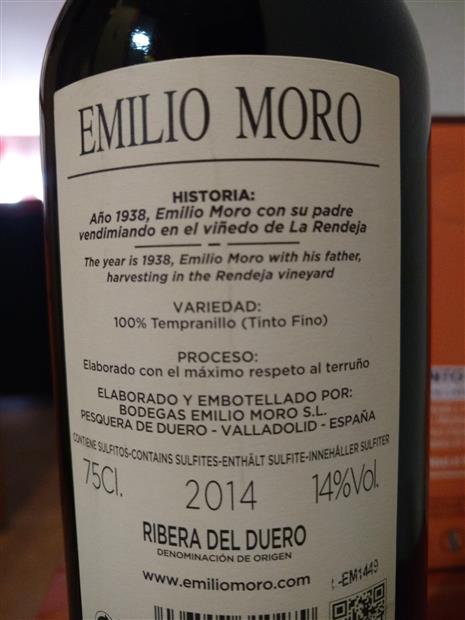 EMILIO MORO
HISTORIA:
Año 1938, Emilio Moro con su padre
vendimiando en el viñedo de La Rendeja
The year is 1938, Emilio Moro with his father,
harvesting in the Rendeja vineyard
VARIEDAD:
100% Tempranillo (Tinto Fino)
PROCESO:
Elaborado con el máximo respeto al terruño
ELABORADO Y EMBOTELLADO POR:
BODEGAS EMILIO MORO S.L.
PESQUERA DE DUERO - VALLADOLID - ESPAÑA
CONTIENE SULFITOS-CONTAINS SULFITES-ENTHÄLT SULFITE-INNEHÅLLER SULFITER
75Cl. 2014 14%Vol.
RIBERA DEL DUERO
DENOMINACIÓN DE ORIGEN
www.emiliomoro.com
-EM1449